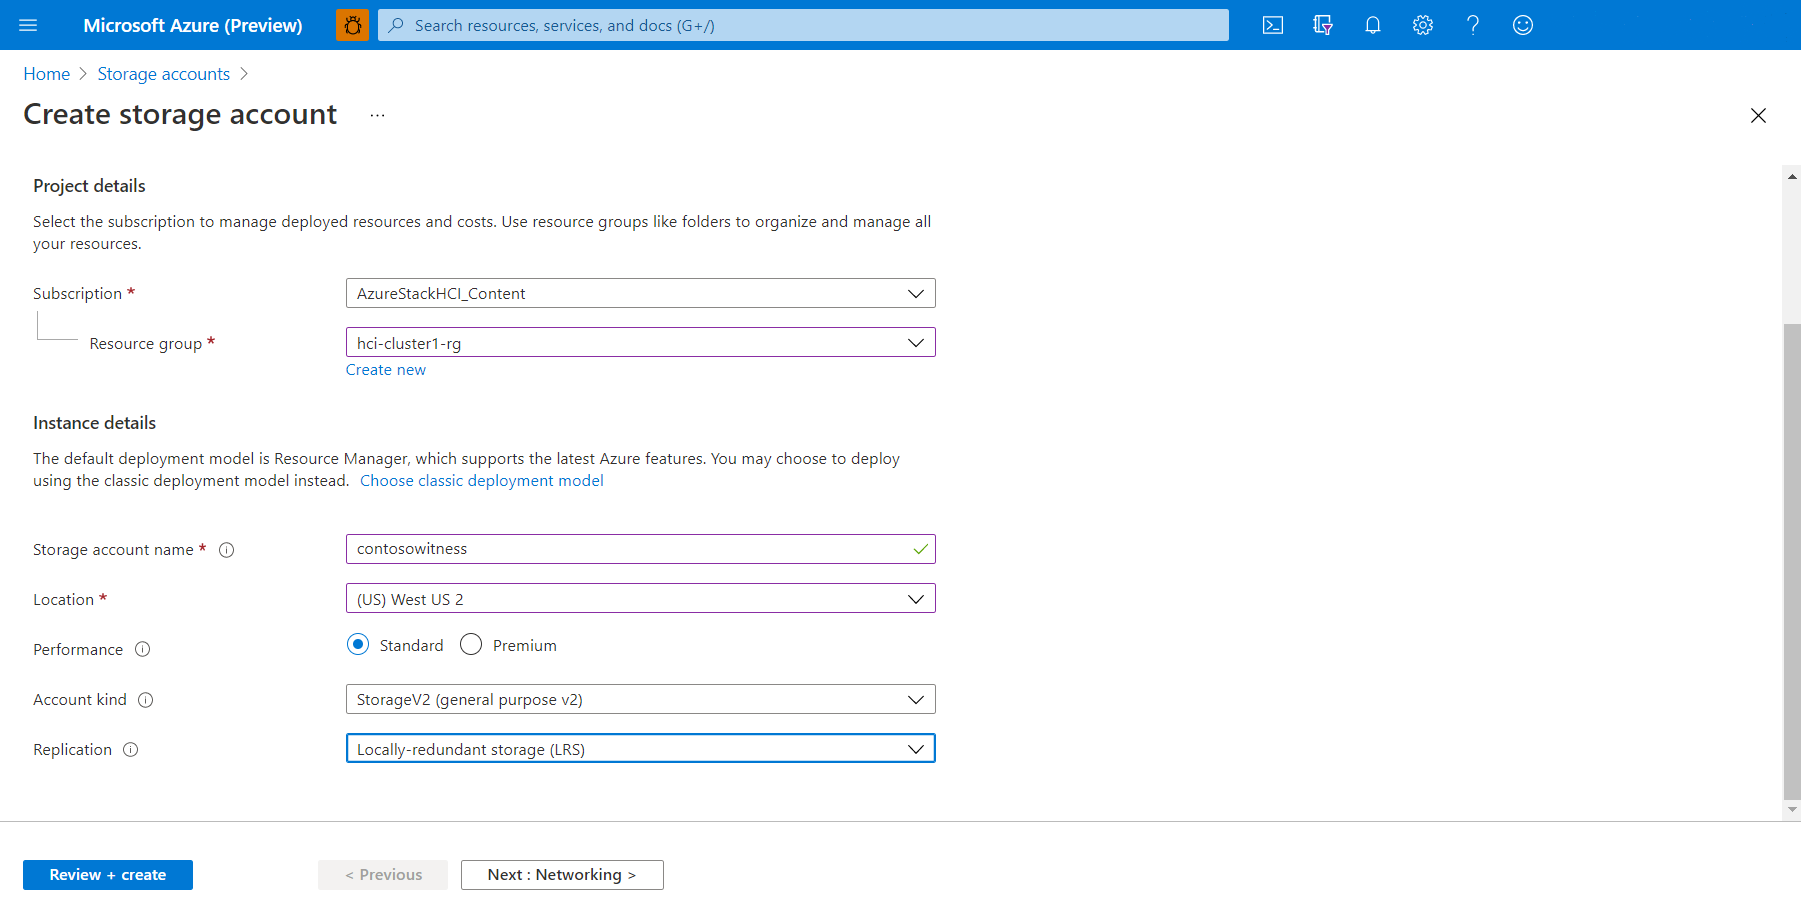 Microsoft Azure (Preview)
Search resources, services, and docs (G+/)
Home > Storage accounts >
Create storage account ...
Project details
Select the subscription to manage deployed resources and costs. Use resource groups like folders to organize and manage all
your resources.
Subscription * AzureStackHCI_Content
Resource group * hci-cluster1-rg
Create new
Instance details
The default deployment model is Resource Manager, which supports the latest Azure features. You may choose to deploy
using the classic deployment model instead. Choose classic deployment model
Storage account name * contosowitness
Location * (US) West US 2
Performance Standard Premium
Account kind StorageV2 (general purpose v2)
Replication Locally-redundant storage (LRS)
Review + create < Previous Next : Networking >